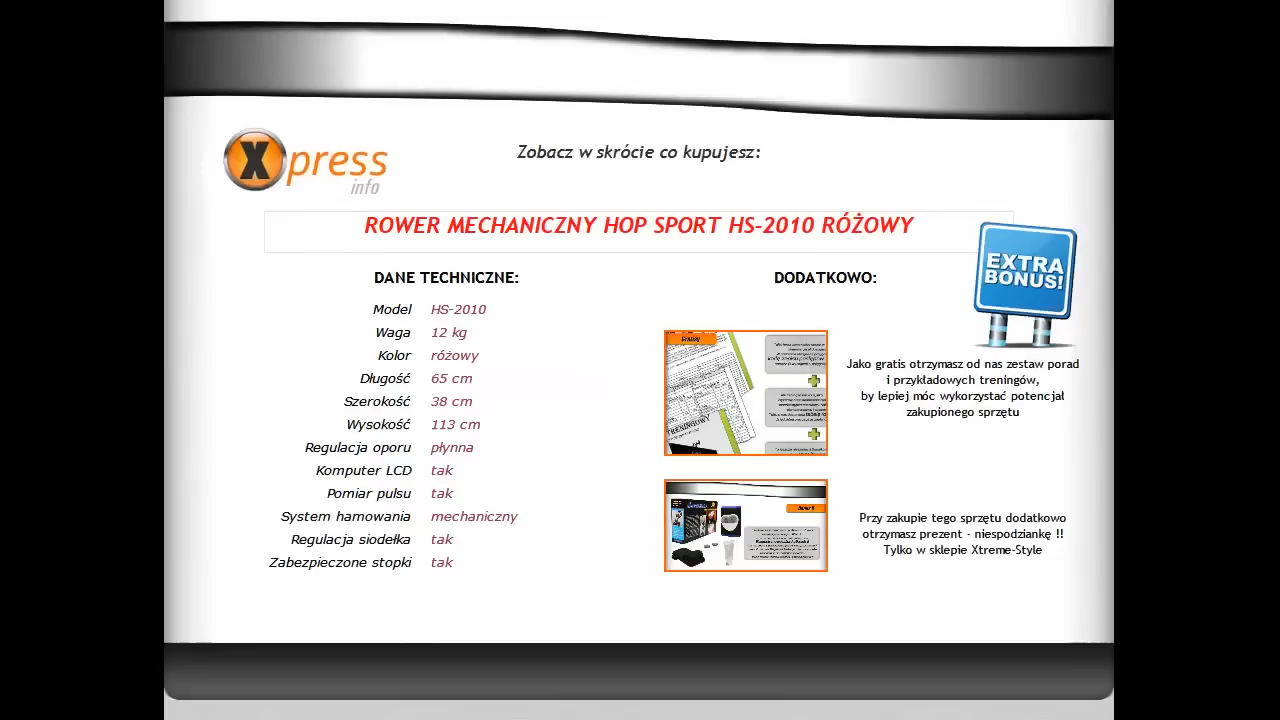 Xpress
info
Zobacz w skrócie co kupujesz:
ROWER MECHANICZNY HOP SPORT HS-2010 RÓŻOWY
DANE TECHNICZNE:
Model HS-2010
Waga 12 kg
Kolor różowy
Długość 65 cm
Szerokość 38 cm
Wysokość 113 cm
Regulacja oporu płynna
Komputer LCD tak
Pomiar pulsu tak
System hamowania mechaniczny
Regulacja siodełka tak
Zabezpieczone stopki tak
DODATKOWO:
EXTRA
BONUS!
Jako gratis otrzymasz od nas zestaw porad
i przykładowych treningów,
by lepiej móc wykorzystać potencjał
zakupionego sprzętu
Przy zakupie tego sprzętu dodatkowo
otrzymasz prezent - niespodziankę !!
Tylko w sklepie Xtreme-Style